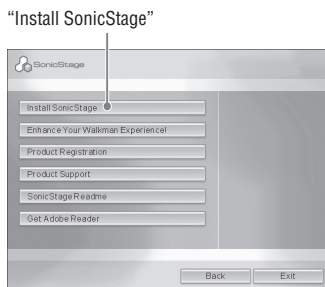 “Install SonicStage”
SonicStage
Install SonicStage
Enhance Your Walkman Experience!
Product Registration
Product Support
SonicStage Readme
Get Adobe Reader
Back
Exit